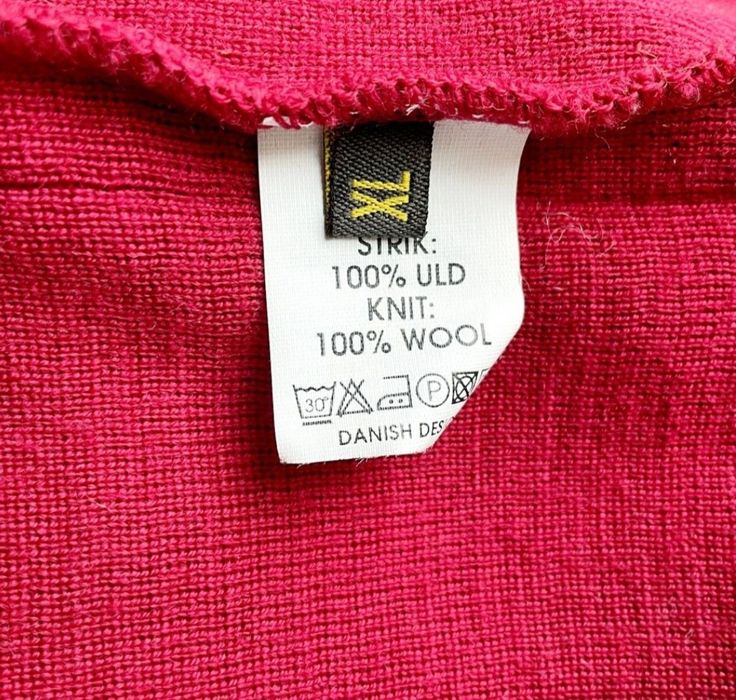 XL
STRIK:
100% ULD
KNIT:
100% WOOL
30° P
DANISH DES